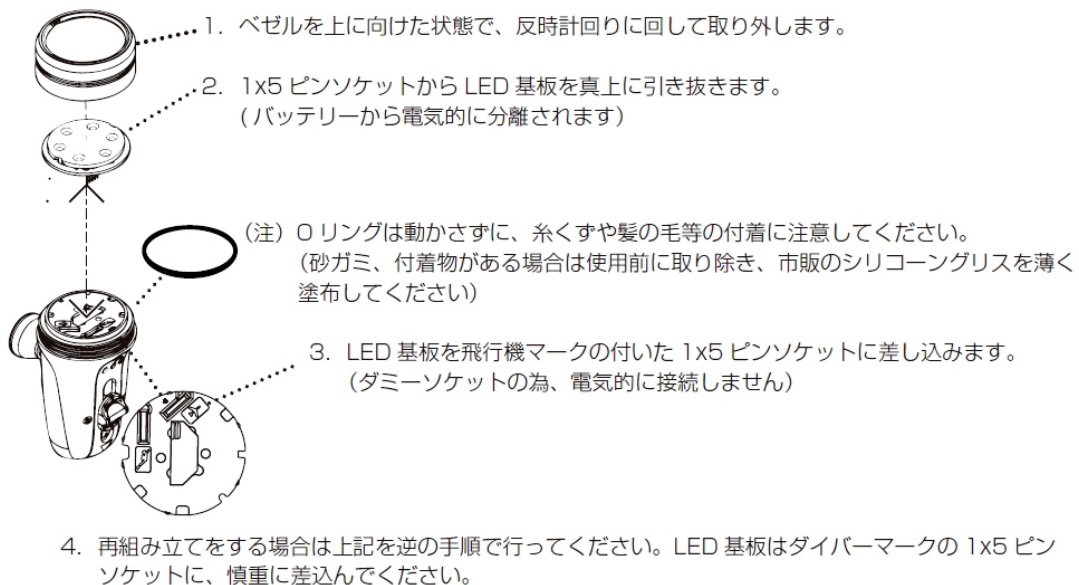 1. ベゼルを上に向けた状態で、反時計回りに回して取り外します。
2. 1x5 ピンソケットから LED 基板を真上に引き抜きます。
( バッテリーから電気的に分離されます）
（注）O リングは動かさずに、糸くずや髪の毛等の付着に注意してください。
（砂ガミ、付着物がある場合は使用前に取り除き、市販のシリコーングリスを薄く
塗布してください）
3. LED 基板を飛行機マークの付いた 1x5 ピンソケットに差し込みます。
（ダミーソケットの為、電気的に接続しません）
4. 再組み立てをする場合は上記を逆の手順で行ってください。LED 基板はダイバーマークの 1x5 ピン
ソケットに、慎重に差込んでください。